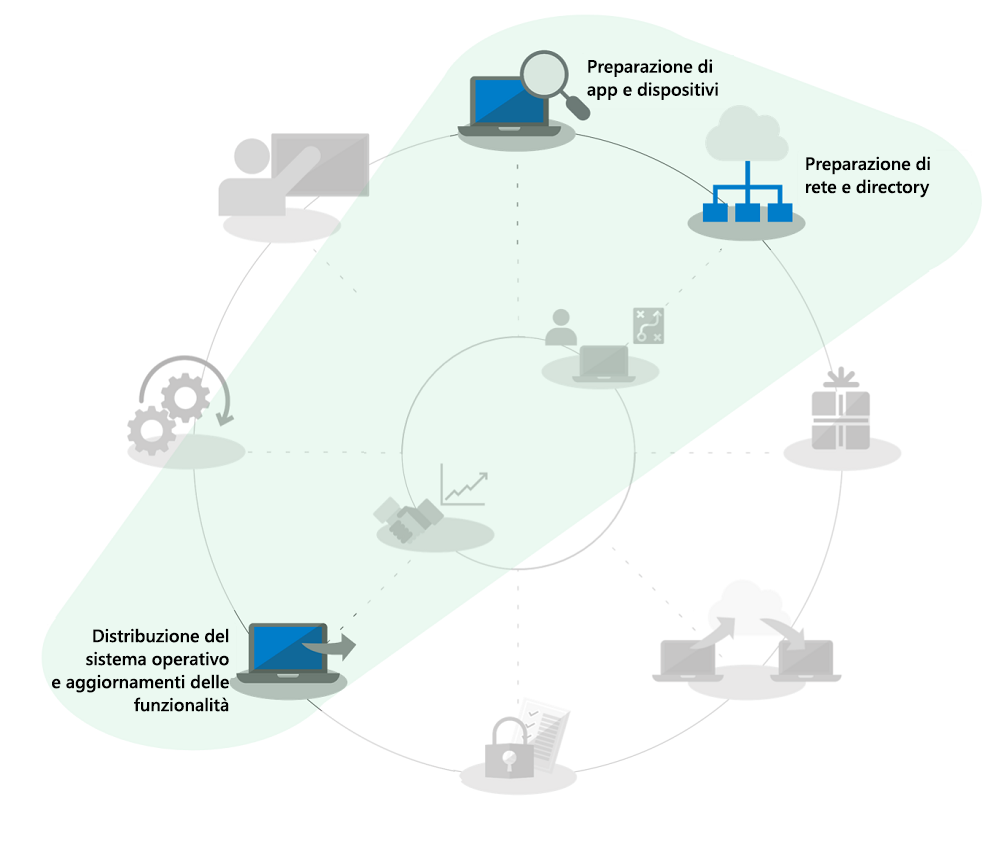 Preparazione di
app e dispositivi
Preparazione di
rete e directory
Distribuzione del
sistema operativo
e aggiornamenti delle
funzionalità